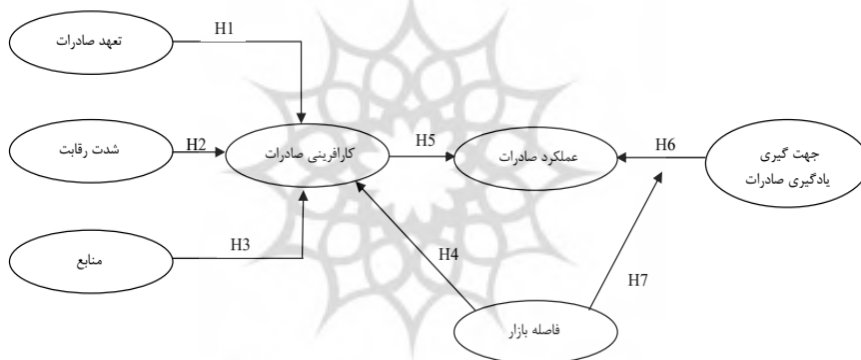 تعهد صادرات
H1
شدت رقابت
H2
کارافرینی صادرات
H5
عملکرد صادرات
H6
جهت گیری
یادگیری صادرات
منابع
H3
H4
H7
فاصله بازار